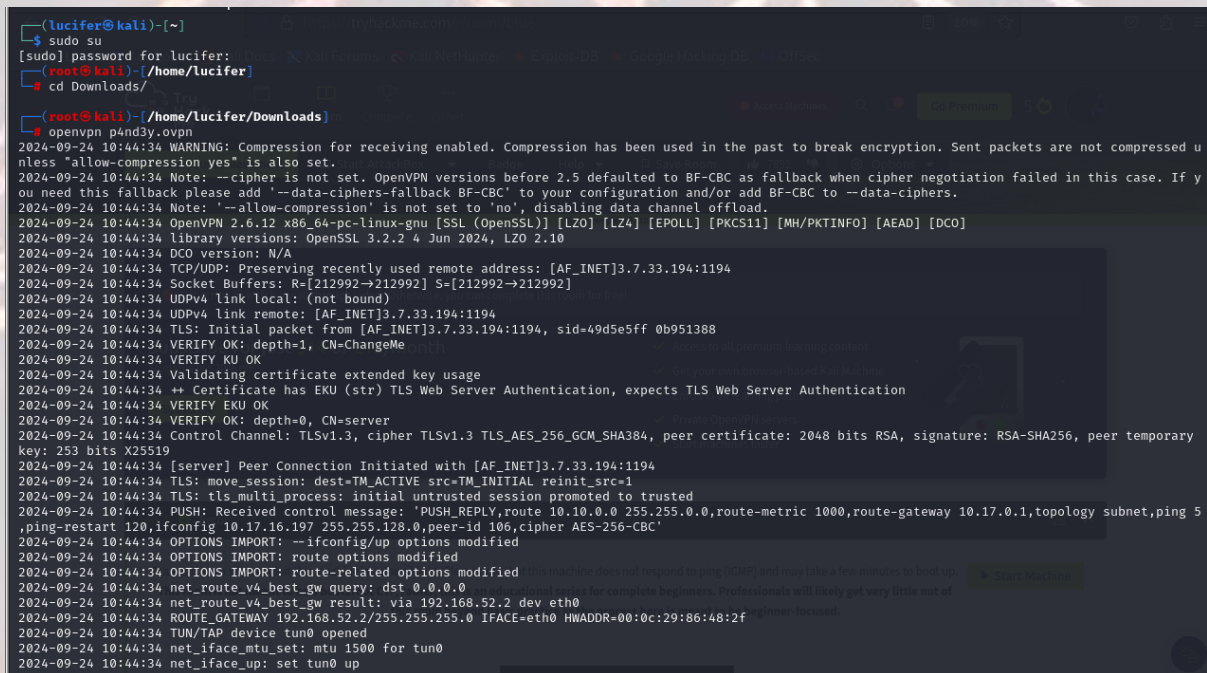 (lucifer㉿kali)-[~]
$ sudo su
[sudo] password for lucifer:
(root㉿kali)-[/home/lucifer]
# cd Downloads/
(root㉿kali)-[/home/lucifer/Downloads]
# openvpn p4nd3y.ovpn
2024-09-24 10:44:34 WARNING: Compression for receiving enabled. Compression has been used in the past to break encryption. Sent packets are not compressed u
nless "allow-compression yes" is also set.
2024-09-24 10:44:34 Note: --cipher is not set. OpenVPN versions before 2.5 defaulted to BF-CBC as fallback when cipher negotiation failed in this case. If y
ou need this fallback please add '--data-ciphers-fallback BF-CBC' to your configuration and/or add BF-CBC to --data-ciphers.
2024-09-24 10:44:34 Note: '--allow-compression' is not set to 'no', disabling data channel offload.
2024-09-24 10:44:34 OpenVPN 2.6.12 x86_64-pc-linux-gnu [SSL (OpenSSL)] [LZO] [LZ4] [EPOLL] [PKCS11] [MH/PKTINFO] [AEAD] [DCO]
2024-09-24 10:44:34 library versions: OpenSSL 3.2.2 4 Jun 2024, LZO 2.10
2024-09-24 10:44:34 DCO version: N/A
2024-09-24 10:44:34 TCP/UDP: Preserving recently used remote address: [AF_INET]3.7.33.194:1194
2024-09-24 10:44:34 Socket Buffers: R=[212992→212992] S=[212992→212992]
2024-09-24 10:44:34 UDPv4 link local: (not bound)
2024-09-24 10:44:34 UDPv4 link remote: [AF_INET]3.7.33.194:1194
2024-09-24 10:44:34 TLS: Initial packet from [AF_INET]3.7.33.194:1194, sid=49d5e5ff 0b951388
2024-09-24 10:44:34 VERIFY OK: depth=1, CN=ChangeMe
2024-09-24 10:44:34 VERIFY KU OK
2024-09-24 10:44:34 Validating certificate extended key usage
2024-09-24 10:44:34 ++ Certificate has EKU (str) TLS Web Server Authentication, expects TLS Web Server Authentication
2024-09-24 10:44:34 VERIFY EKU OK
2024-09-24 10:44:34 VERIFY OK: depth=0, CN=server
2024-09-24 10:44:34 Control Channel: TLSv1.3, cipher TLSv1.3 TLS_AES_256_GCM_SHA384, peer certificate: 2048 bits RSA, signature: RSA-SHA256, peer temporary
key: 253 bits X25519
2024-09-24 10:44:34 [server] Peer Connection Initiated with [AF_INET]3.7.33.194:1194
2024-09-24 10:44:34 TLS: move_session: dest=TM_ACTIVE src=TM_INITIAL reinit_src=1
2024-09-24 10:44:34 TLS: tls_multi_process: initial untrusted session promoted to trusted
2024-09-24 10:44:34 PUSH: Received control message: 'PUSH_REPLY,route 10.10.0.0 255.255.0.0,route-metric 1000,route-gateway 10.17.0.1,topology subnet,ping 5
,ping-restart 120,ifconfig 10.17.16.197 255.255.128.0,peer-id 106,cipher AES-256-CBC'
2024-09-24 10:44:34 OPTIONS IMPORT: --ifconfig/up options modified
2024-09-24 10:44:34 OPTIONS IMPORT: route options modified
2024-09-24 10:44:34 OPTIONS IMPORT: route-related options modified
2024-09-24 10:44:34 net_route_v4_best_gw query: dst 0.0.0.0
2024-09-24 10:44:34 net_route_v4_best_gw result: via 192.168.52.2 dev eth0
2024-09-24 10:44:34 ROUTE_GATEWAY 192.168.52.2/255.255.255.0 IFACE=eth0 HWADDR=00:0c:29:86:48:2f
2024-09-24 10:44:34 TUN/TAP device tun0 opened
2024-09-24 10:44:34 net_iface_mtu_set: mtu 1500 for tun0
2024-09-24 10:44:34 net_iface_up: set tun0 up